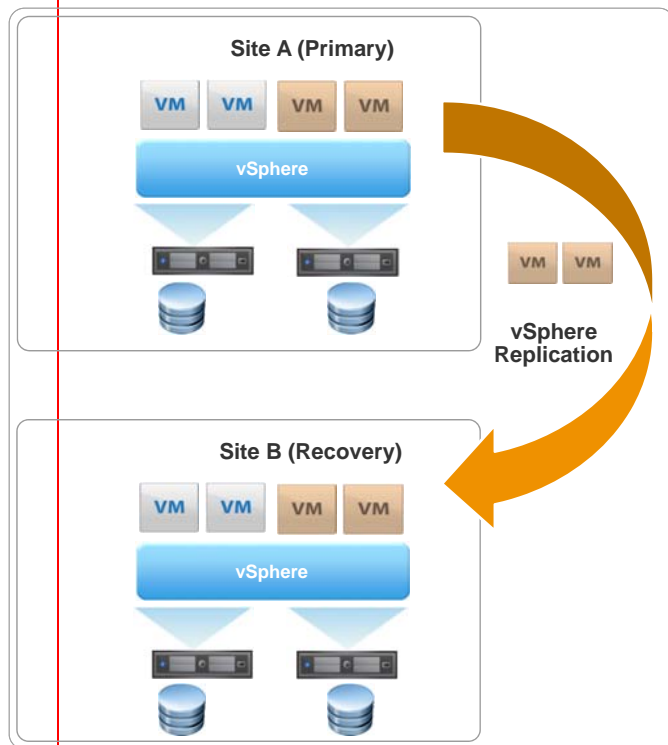 Site A (Primary)
VM VM VM VM
vSphere
VM VM
vSphere
Replication
Site B (Recovery)
VM VM VM VM
vSphere